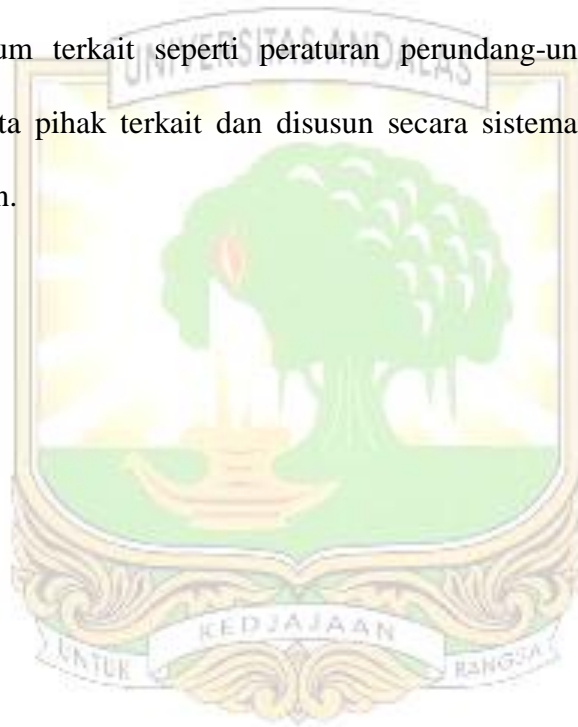 UNIVERSITAS ANDALAS
um terkait seperti peraturan perundang-un
ta pihak terkait dan disusun secara sistema
n.
UNTUK KEDJAJAAN BANGSA